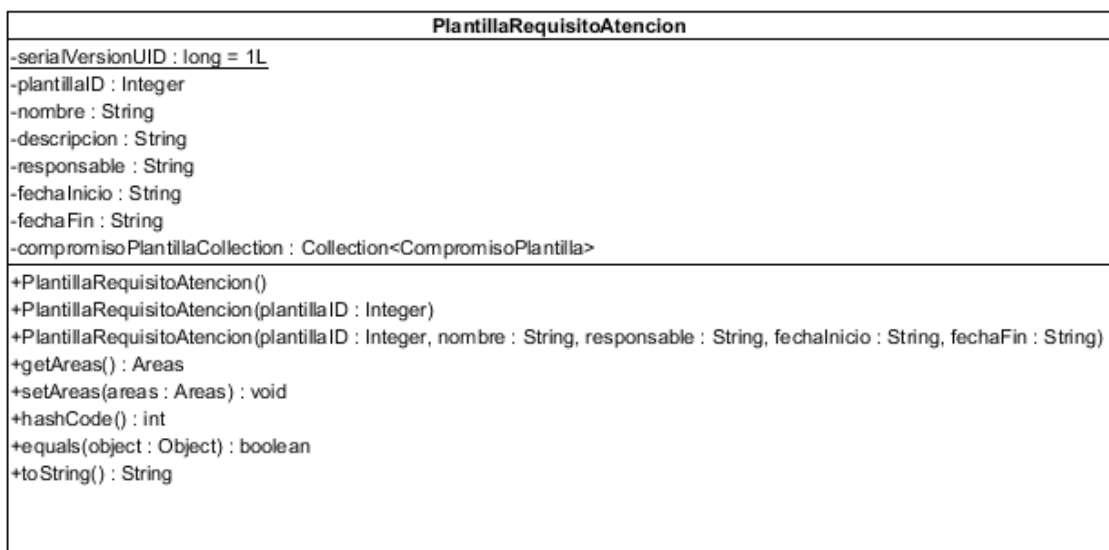 PlantillaRequisitoAtencion
-serialVersionUID : long = 1L
-plantillaID : Integer
-nombre : String
-descripcion : String
-responsable : String
-fechaInicio : String
-fechaFin : String
-compromisoPlantillaCollection : Collection<CompromisoPlantilla>
+PlantillaRequisitoAtencion()
+PlantillaRequisitoAtencion(plantillaID : Integer)
+PlantillaRequisitoAtencion(plantillaID : Integer, nombre : String, responsable : String, fechaInicio : String, fechaFin : String)
+getAreas() : Areas
+setAreas(areas : Areas) : void
+hashCode() : int
+equals(object : Object) : boolean
+toString() : String